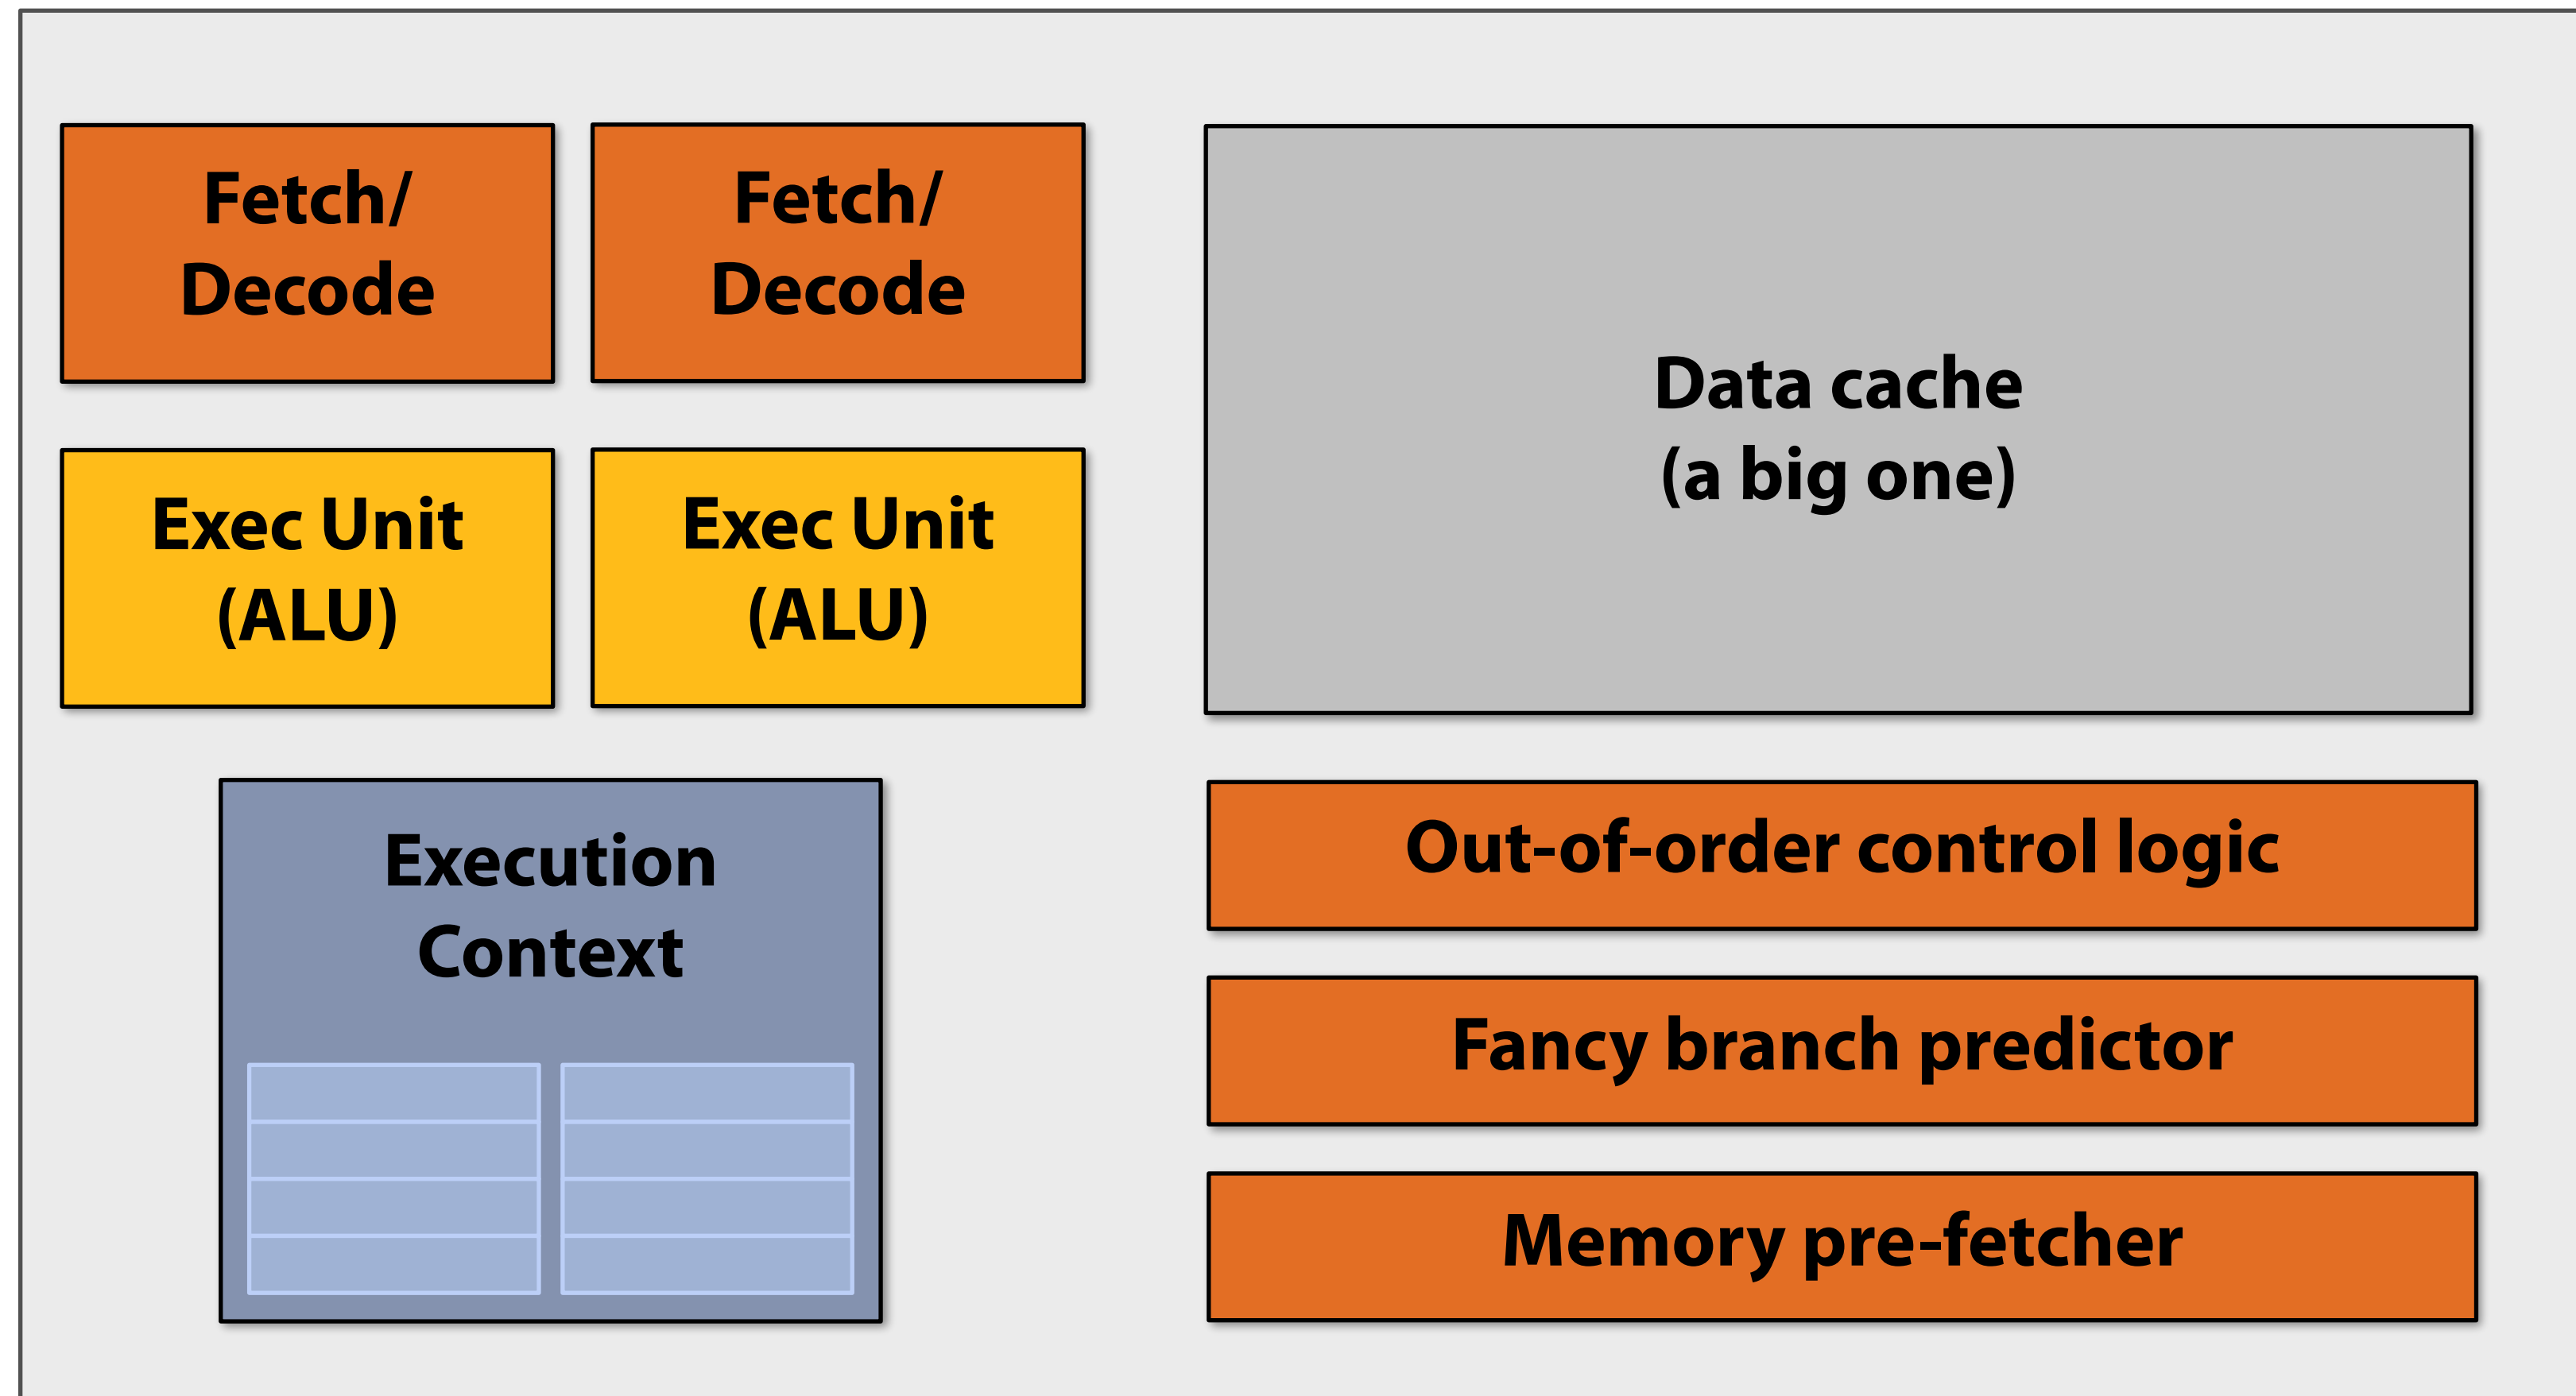 Fetch/
Decode
Fetch/
Decode
Exec Unit
(ALU)
Exec Unit
(ALU)
Execution
Context
Data cache
(a big one)
Out-of-order control logic
Fancy branch predictor
Memory pre-fetcher